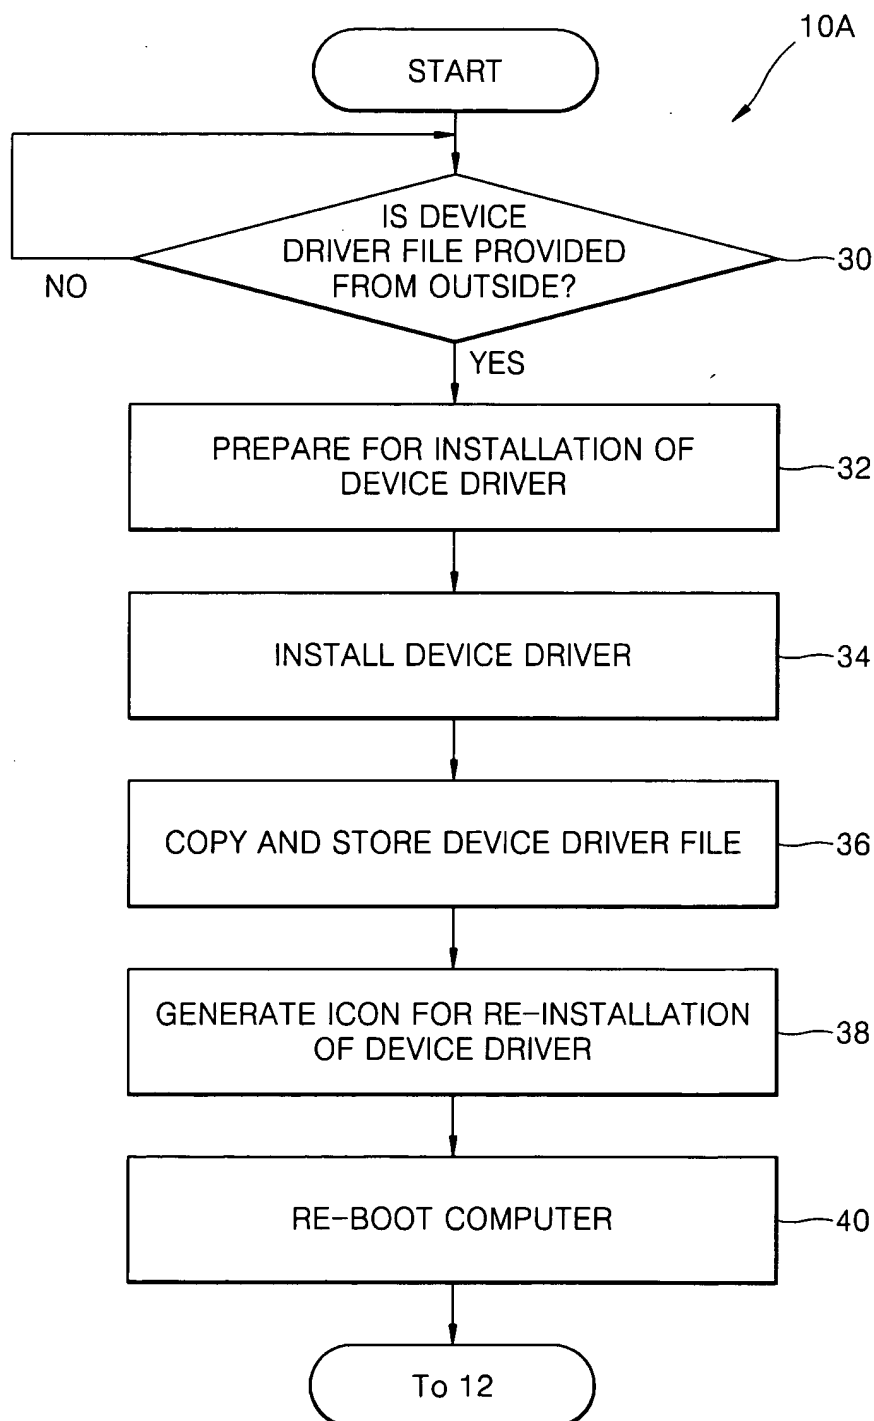 10A
START
IS DEVICE
DRIVER FILE PROVIDED
FROM OUTSIDE?
30
NO
YES
PREPARE FOR INSTALLATION OF
DEVICE DRIVER
32
INSTALL DEVICE DRIVER
34
COPY AND STORE DEVICE DRIVER FILE
36
GENERATE ICON FOR RE-INSTALLATION
OF DEVICE DRIVER
38
RE-BOOT COMPUTER
40
To 12